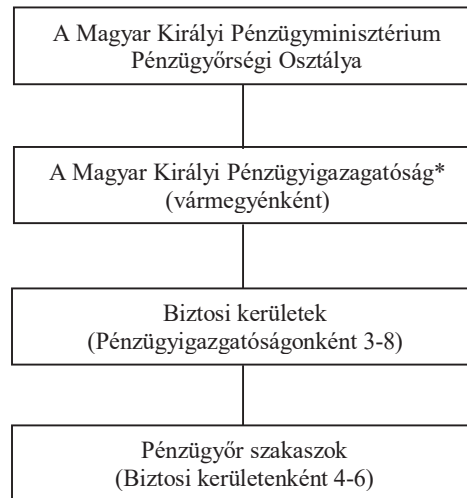 A Magyar Királyi Pénzügyminisztérium
Pénzügyőrségi Osztálya
A Magyar Királyi Pénzügyigazagatóság*
(vármegyénként)
Biztosi kerületek
(Pénzügyigazgatóságonként 3-8)
Pénzügyőr szakaszok
(Biztosi kerületenként 4-6)